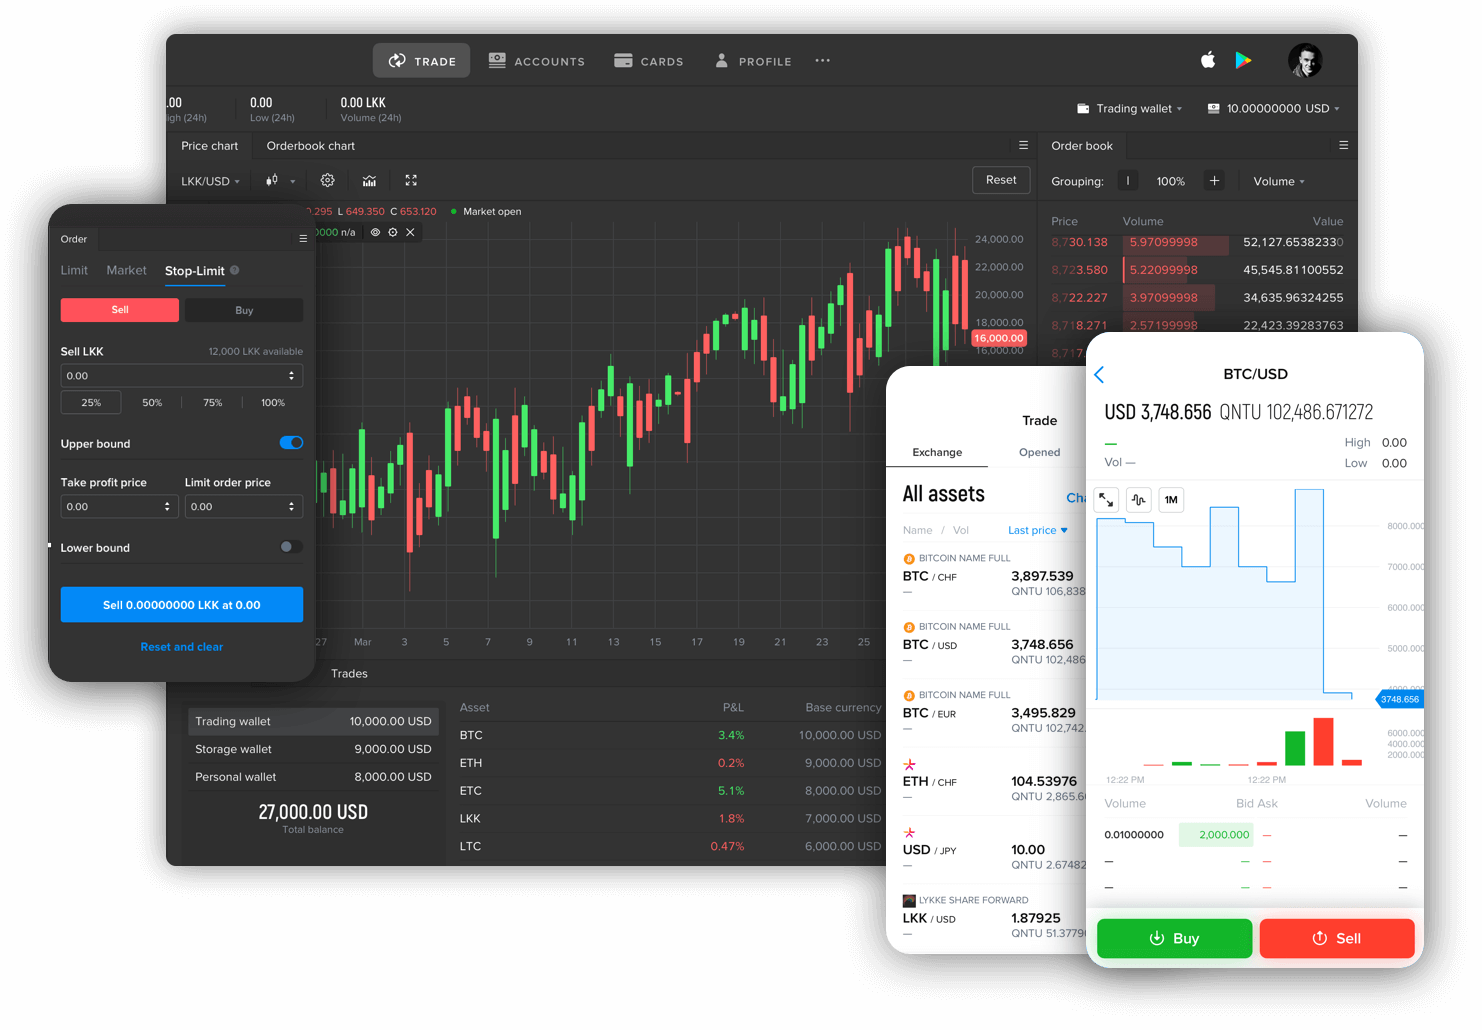 TRADE ACCOUNTS CARDS PROFILE
.00 0.00 0.00 LKK
igh (24h) Low (24h) Volume (24h)
Trading wallet 10.00000000 USD
Price chart Orderbook chart
LKK/USD
Reset
0.295 L 649.350 C 653.120 Market open
0000 n/a
24,000.00
22,000.00
20,000.00
18,000.00
16,000.00
16,000.00
27 Mar 3 5 7 9 11 13 15 17 19 21 23 25
Order book
Grouping: 100% Volume
Price Volume Value
8,730.138 5.97099998 52,127.65382330
8,723.580 5.22099998 45,545.81100552
8,722.227 3.97099998 34,635.96324255
8,718.271 2.57199998 22,423.39283763
8,717.
Order
Limit Market Stop-Limit ?
Sell Buy
Sell LKK 12,000 LKK available
0.00
25% 50% 75% 100%
Upper bound
Take profit price Limit order price
0.00 0.00
Lower bound
Sell 0.00000000 LKK at 0.00
Reset and clear
Trades
Trading wallet 10,000.00 USD
Storage wallet 9,000.00 USD
Personal wallet 8,000.00 USD
27,000.00 USD
Total balance
Asset P&L Base currency
BTC 3.4% 10,000.00 USD
ETH 0.2% 9,000.00 USD
ETC 5.1% 8,000.00 USD
LKK 1.8% 7,000.00 USD
LTC 0.47% 6,000.00 USD
Trade
Exchange Opened
All assets Cha
Name / Vol Last price
BITCOIN NAME FULL
BTC / CHF 3,897.539
— QNTU 106,838
BITCOIN NAME FULL
BTC / USD 3,748.656
— QNTU 102,486
BITCOIN NAME FULL
BTC / EUR 3,495.829
— QNTU 102,742.
ETH / CHF 104.53976
— QNTU 2,865.6
USD / JPY 10.00
— QNTU 2.67482
LYKKE SHARE FORWARD
LKK / USD 1.87925
— QNTU 51.3779
BTC/USD
USD 3,748.656 QNTU 102,486.671272
— High 0.00
Vol — Low 0.00
1M
8000.000
7000.000
6000.000
5000.000
4000.000
3748.656
6000.000
4000.000
2000.000
12:22 PM 12:22 PM
Volume Bid Ask Volume
0.01000000 2,000.000 — —
— — — —
— — — —
Buy Sell